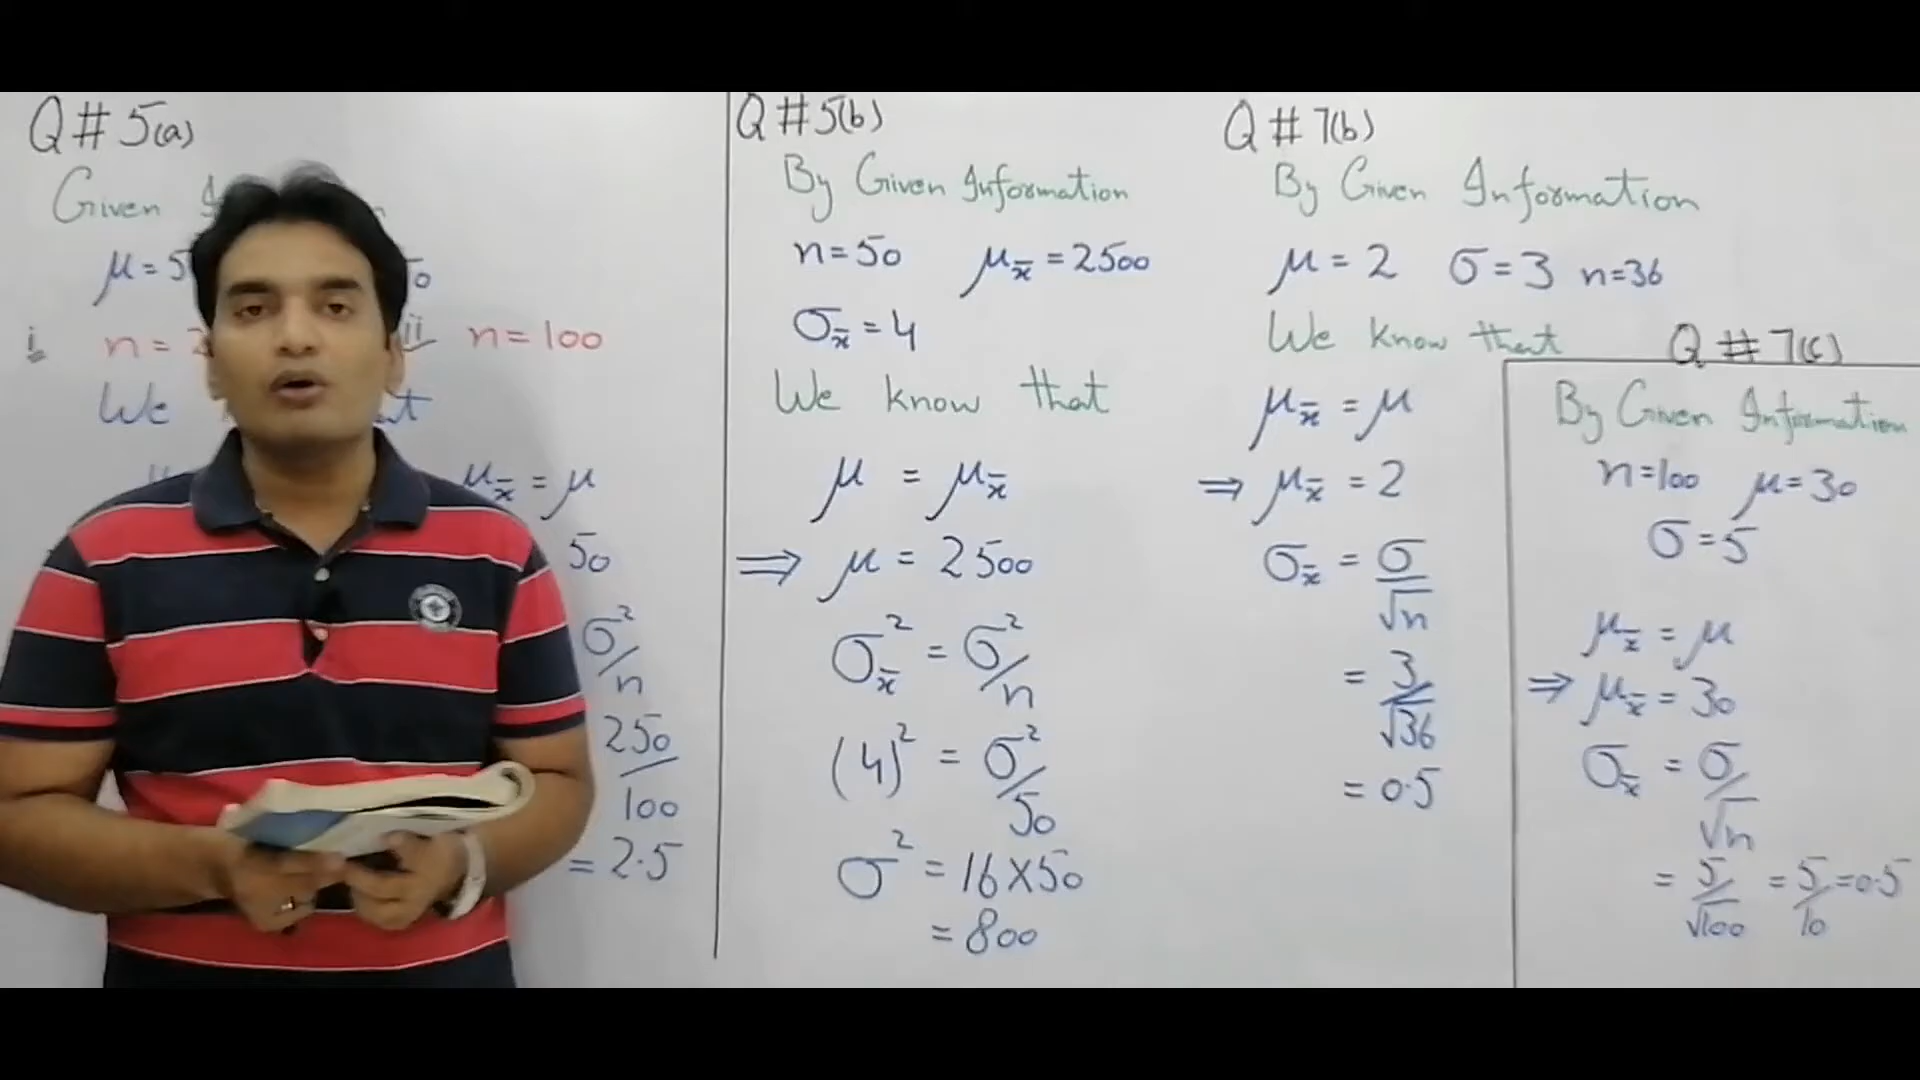 Q # 5(a)
Given
μ = 5
i n = 2 ii n = 100
We
μx̄ = μ
50
σ²/n
250/100
= 2.5
Q # 5(b)
By Given Information
n = 50 μx̄ = 2500
σx̄ = 4
We know that
μ = μx̄
⇒ μ = 2500
σ²x̄ = σ²/n
(4)² = σ²/50
σ² = 16 × 50
= 800
Q # 7(b)
By Given Information
μ = 2 σ = 3 n = 36
We know that
μx̄ = μ
⇒ μx̄ = 2
σx̄ = σ/√n
= 3/√36
= 0.5
Q # 7(c)
By Given Information
n = 100 μ = 30
σ = 5
μx̄ = μ
⇒ μx̄ = 30
σx̄ = σ/√n
= 5/√100 = 5/10 = 0.5